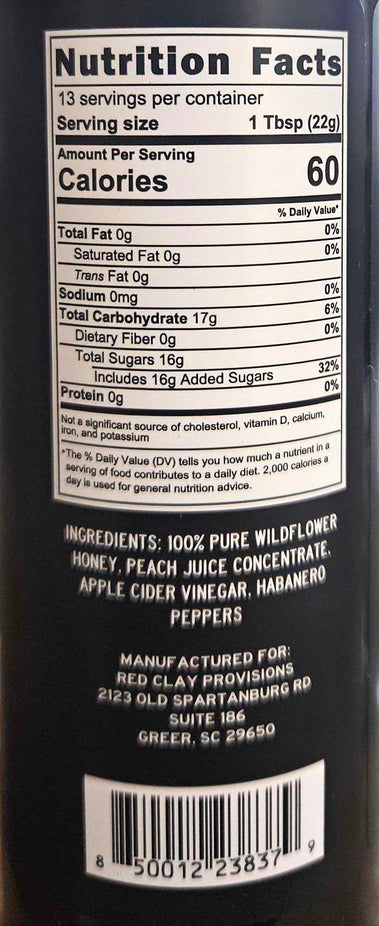 Nutrition Facts
13 servings per container
Serving size 1 Tbsp (22g)
Amount Per Serving
Calories 60
% Daily Value*
Total Fat 0g 0%
Saturated Fat 0g 0%
Trans Fat 0g
Sodium 0mg 0%
Total Carbohydrate 17g 6%
Dietary Fiber 0g 0%
Total Sugars 16g
Includes 16g Added Sugars 32%
Protein 0g 0%
Not a significant source of cholesterol, vitamin D, calcium,
iron, and potassium
*The % Daily Value (DV) tells you how much a nutrient in a
serving of food contributes to a daily diet. 2,000 calories a
day is used for general nutrition advice.
INGREDIENTS: 100% PURE WILDFLOWER
HONEY, PEACH JUICE CONCENTRATE,
APPLE CIDER VINEGAR, HABANERO
PEPPERS
MANUFACTURED FOR:
RED CLAY PROVISIONS
2123 OLD SPARTANBURG RD
SUITE 186
GREER, SC 29650
8 50012 23837 9